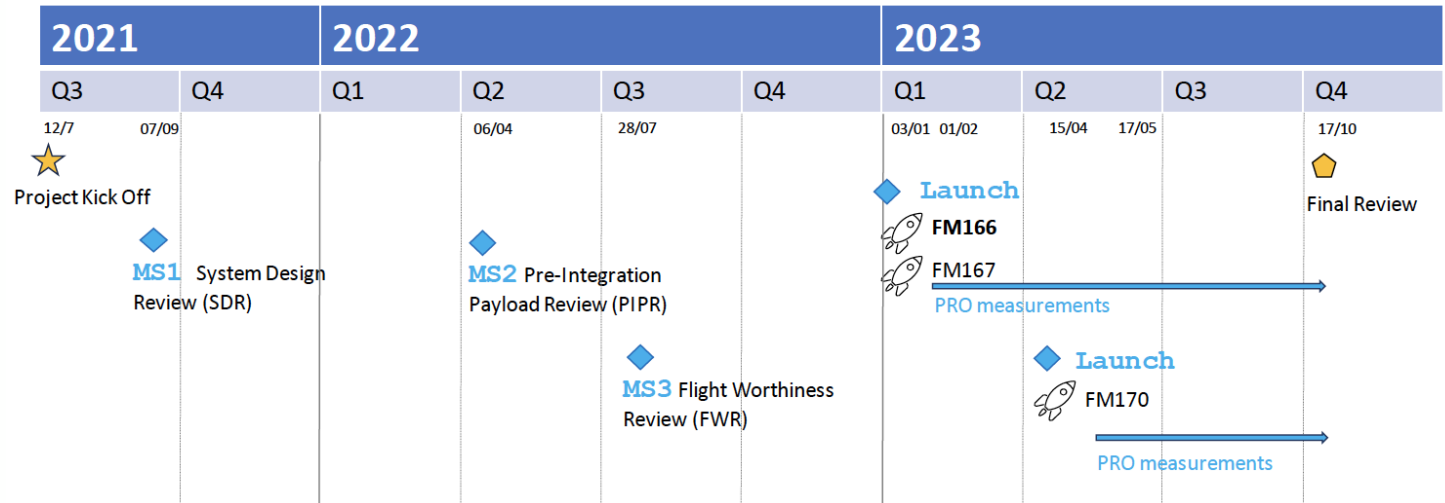 2021 2022 2023
Q3 Q4 Q1 Q2 Q3 Q4 Q1 Q2 Q3 Q4
12/7 07/09 06/04 28/07 03/01 01/02 15/04 17/05 17/10
Project Kick Off
MS1 System Design
Review (SDR)
MS2 Pre-Integration
Payload Review (PIPR)
MS3 Flight Worthiness
Review (FWR)
Launch
FM166
FM167
PRO measurements
Launch
FM170
PRO measurements
Final Review